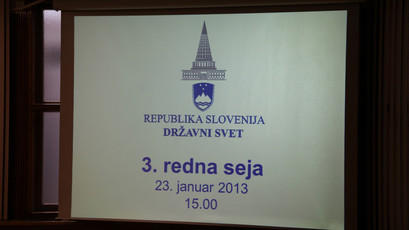 REPUBLIKA SLOVENIJA
DRŽAVNI SVET
3. redna seja
23. januar 2013
15.00